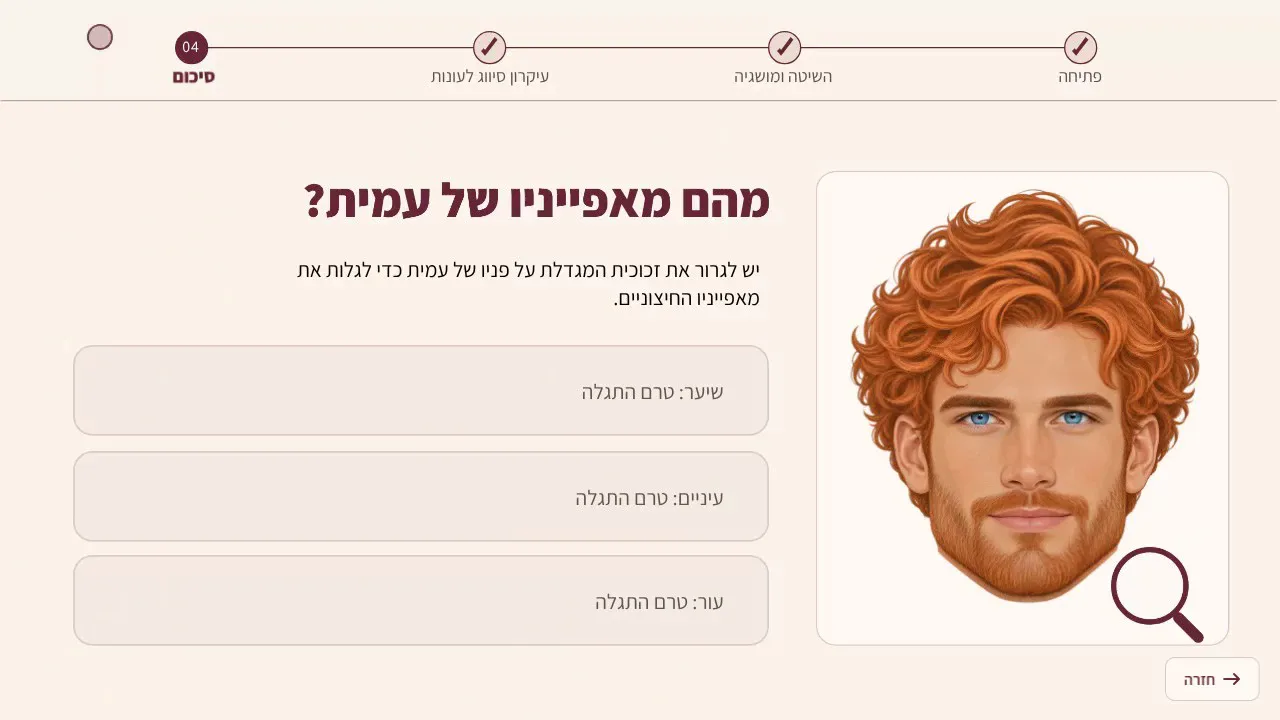 פתיחה
השיטה ומושגיה
עיקרון סיווג לעונות
04
סיכום
מהם מאפייניו של עמית?
יש לגרור את זכוכית המגדלת על פניו של עמית כדי לגלות את
מאפייניו החיצוניים.
שיער: טרם התגלה
עיניים: טרם התגלה
עור: טרם התגלה
חזרה